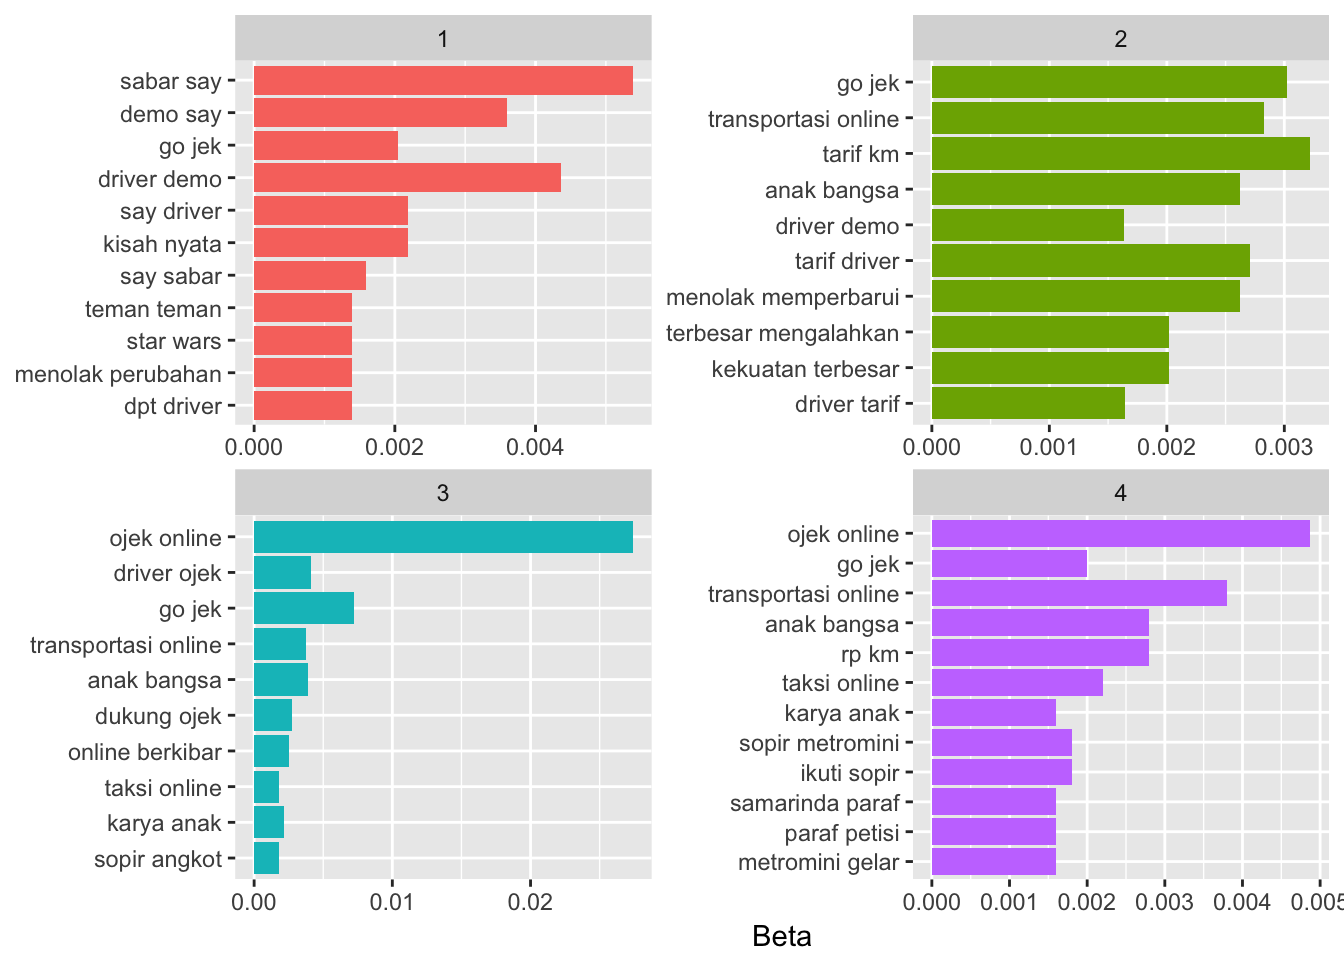 1
sabar say
demo say
go jek
driver demo
say driver
kisah nyata
say sabar
teman teman
star wars
menolak perubahan
dpt driver
0.000 0.002 0.004
2
go jek
transportasi online
tarif km
anak bangsa
driver demo
tarif driver
menolak memperbarui
terbesar mengalahkan
kekuatan terbesar
driver tarif
0.000 0.001 0.002 0.003
3
ojek online
driver ojek
go jek
transportasi online
anak bangsa
dukung ojek
online berkibar
taksi online
karya anak
sopir angkot
0.00 0.01 0.02
4
ojek online
go jek
transportasi online
anak bangsa
rp km
taksi online
karya anak
sopir metromini
ikuti sopir
samarinda paraf
paraf petisi
metromini gelar
0.000 0.001 0.002 0.003 0.004 0.005
Beta